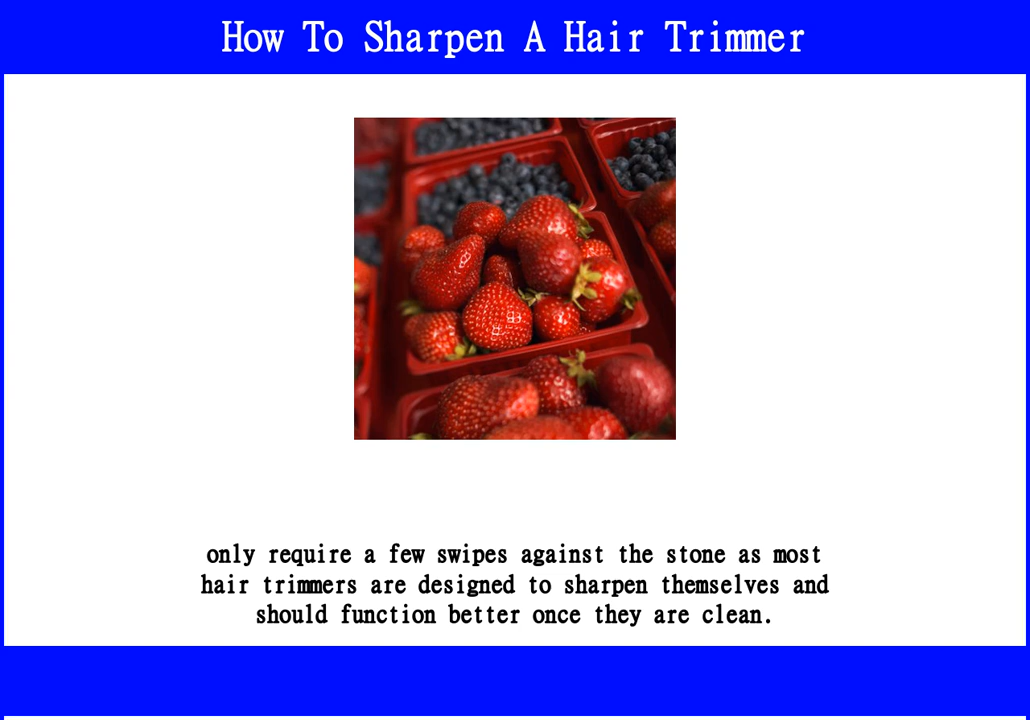 How To Sharpen A Hair Trimmer
only require a few swipes against the stone as most
hair trimmers are designed to sharpen themselves and
should function better once they are clean.